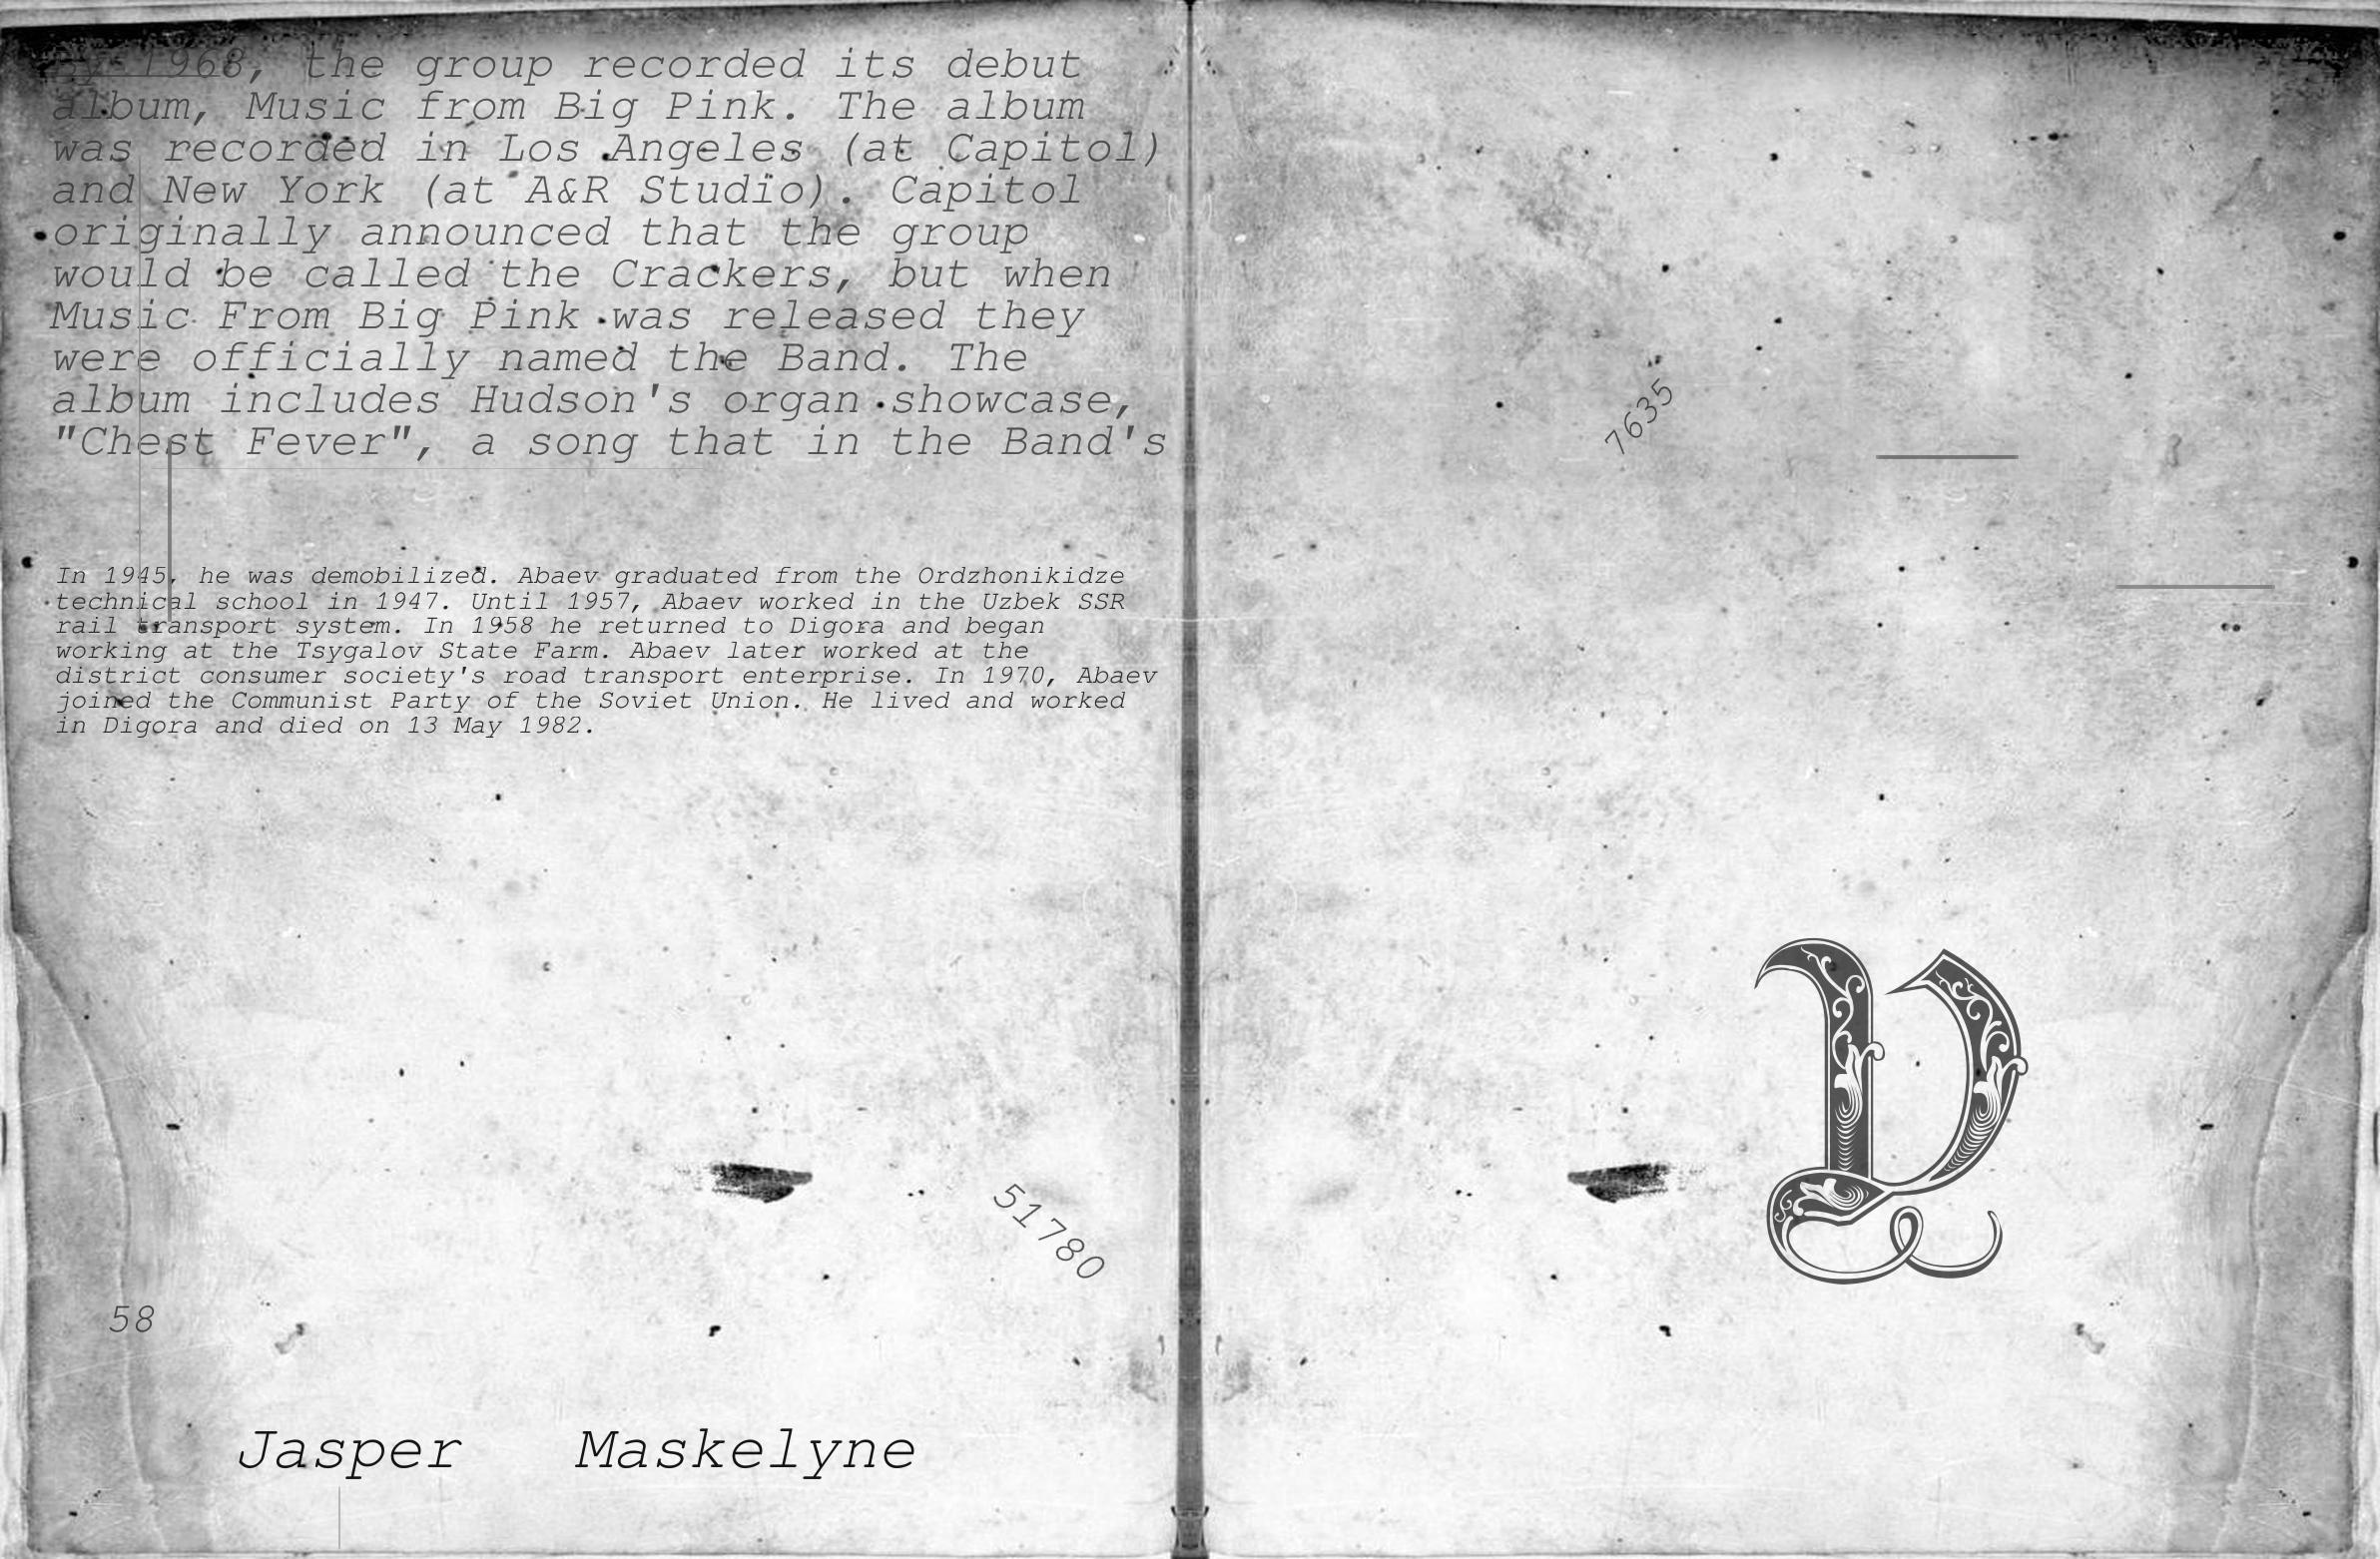 By 1968, the group recorded its debut
album, Music from Big Pink. The album
was recorded in Los Angeles (at Capitol)
and New York (at A&R Studio). Capitol
originally announced that the group
would be called the Crackers, but when
Music From Big Pink was released they
were officially named the Band. The
album includes Hudson's organ showcase,
"Chest Fever", a song that in the Band's
7635
In 1945, he was demobilized. Abaev graduated from the Ordzhonikidze
technical school in 1947. Until 1957, Abaev worked in the Uzbek SSR
rail transport system. In 1958 he returned to Digora and began
working at the Tsygalov State Farm. Abaev later worked at the
district consumer society's road transport enterprise. In 1970, Abaev
joined the Communist Party of the Soviet Union. He lived and worked
in Digora and died on 13 May 1982.
51780
58
Jasper Maskelyne